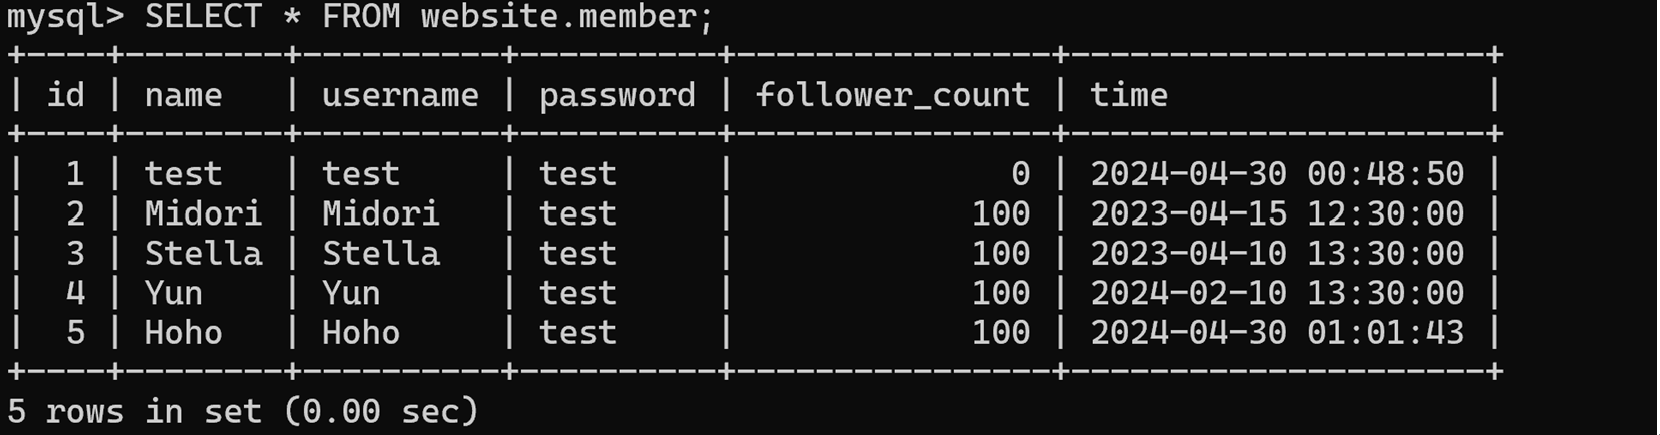 mysql> SELECT * FROM website.member;
+----+--------+----------+----------+----------------+---------------------+
| id | name   | username | password | follower_count | time                |
+----+--------+----------+----------+----------------+---------------------+
|  1 | test   | test     | test     |              0 | 2024-04-30 00:48:50 |
|  2 | Midori | Midori   | test     |            100 | 2023-04-15 12:30:00 |
|  3 | Stella | Stella   | test     |            100 | 2023-04-10 13:30:00 |
|  4 | Yun    | Yun      | test     |            100 | 2024-02-10 13:30:00 |
|  5 | Hoho   | Hoho     | test     |            100 | 2024-04-30 01:01:43 |
+----+--------+----------+----------+----------------+---------------------+
5 rows in set (0.00 sec)